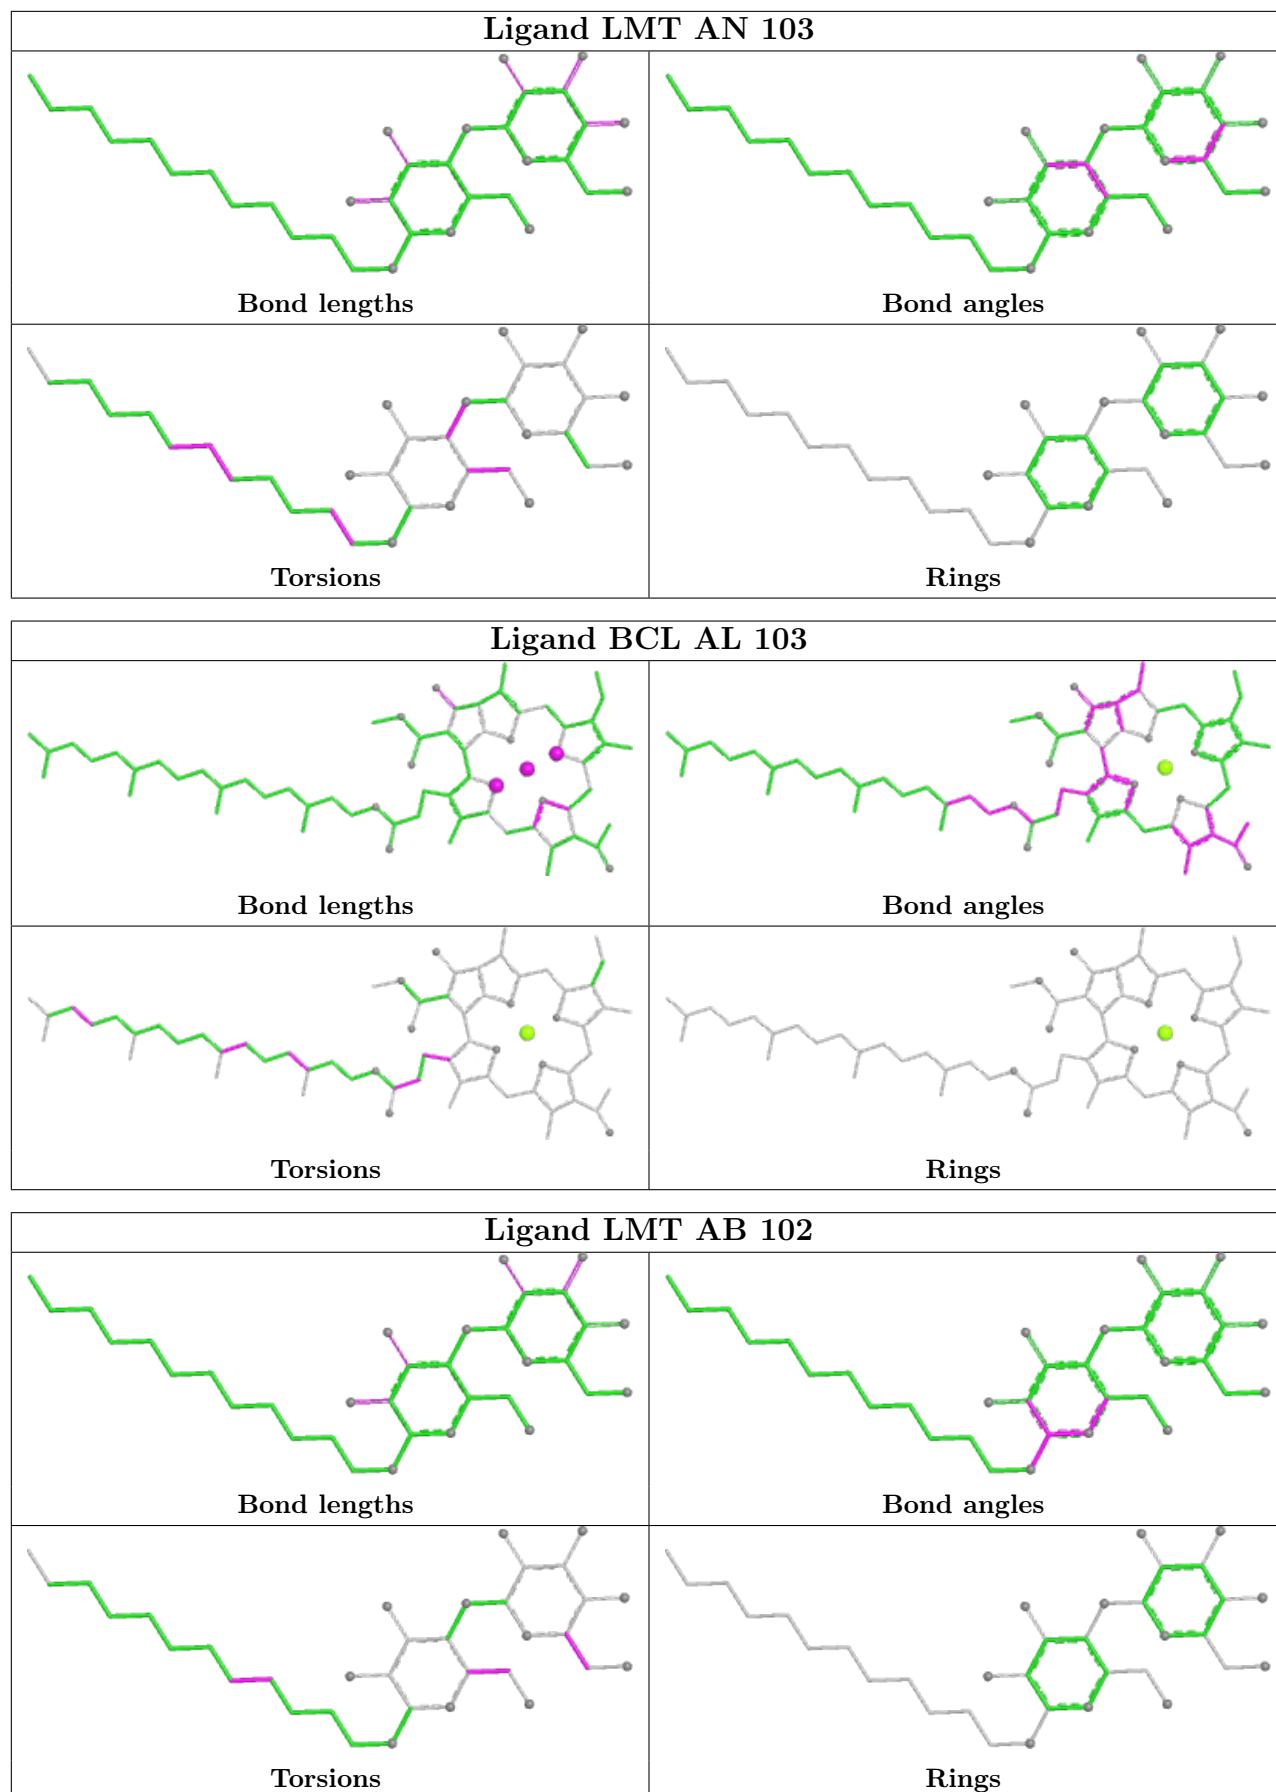 Ligand LMT AN 103
Bond lengths
Bond angles
Torsions
Rings
Ligand BCL AL 103
Bond lengths
Bond angles
Torsions
Rings
Ligand LMT AB 102
Bond lengths
Bond angles
Torsions
Rings